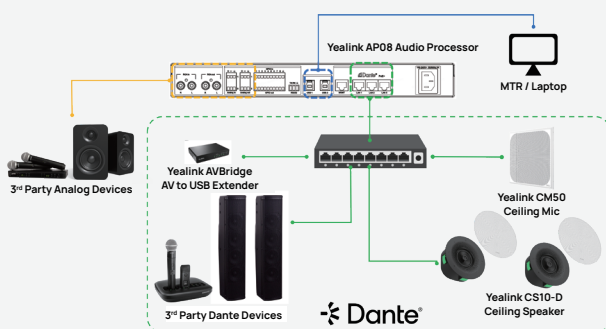 Yealink AP08 Audio Processor
Dante®
MTR / Laptop
3rd Party Analog Devices
Yealink AVBridge
AV to USB Extender
Yealink CM50
Ceiling Mic
3rd Party Dante Devices
Dante®
Yealink CS10-D
Ceiling Speaker